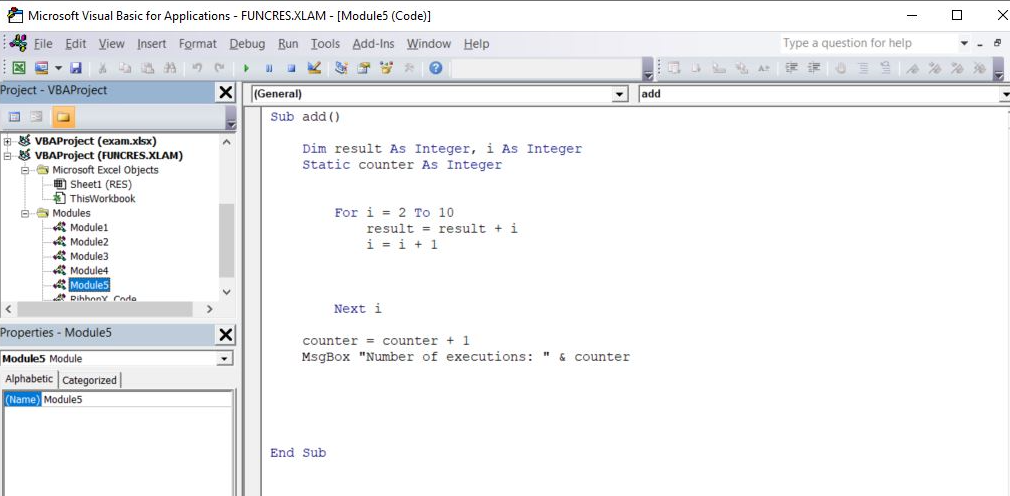 Microsoft Visual Basic for Applications - FUNCRES.XLAM - [Module5 (Code)]
File Edit View Insert Format Debug Run Tools Add-Ins Window Help
Type a question for help
Project - VBAProject
(General)
add
VBAProject (exam.xlsx)
VBAProject (FUNCRES.XLAM)
Microsoft Excel Objects
Sheet1 (RES)
ThisWorkbook
Modules
Module1
Module2
Module3
Module4
Module5
RibbonX_Code
Properties - Module5
Module5 Module
Alphabetic Categorized
(Name) Module5
Sub add()
Dim result As Integer, i As Integer
Static counter As Integer
For i = 2 To 10
result = result + i
i = i + 1
Next i
counter = counter + 1
MsgBox "Number of executions: " & counter
End Sub